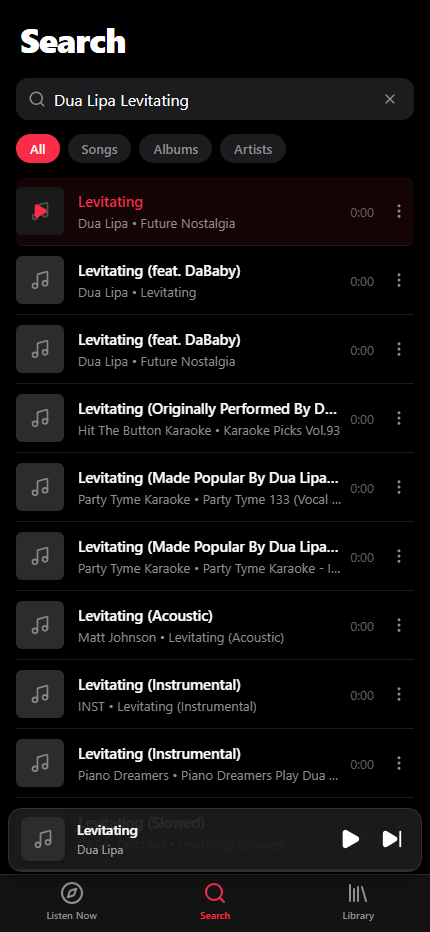 Search
Dua Lipa Levitating
All
Songs
Albums
Artists
Levitating
Dua Lipa • Future Nostalgia
0:00
Levitating (feat. DaBaby)
Dua Lipa • Levitating
0:00
Levitating (feat. DaBaby)
Dua Lipa • Future Nostalgia
0:00
Levitating (Originally Performed By D...
Hit The Button Karaoke • Karaoke Picks Vol.93
0:00
Levitating (Made Popular By Dua Lipa...
Party Tyme Karaoke • Party Tyme 133 (Vocal ...
0:00
Levitating (Made Popular By Dua Lipa...
Party Tyme Karaoke • Party Tyme Karaoke - I...
0:00
Levitating (Acoustic)
Matt Johnson • Levitating (Acoustic)
0:00
Levitating (Instrumental)
INST • Levitating (Instrumental)
0:00
Levitating (Instrumental)
Piano Dreamers • Piano Dreamers Play Dua ...
0:00
Levitating (Slowed)
• Levitating (Slowed)
Levitating
Dua Lipa
Listen Now
Search
Library